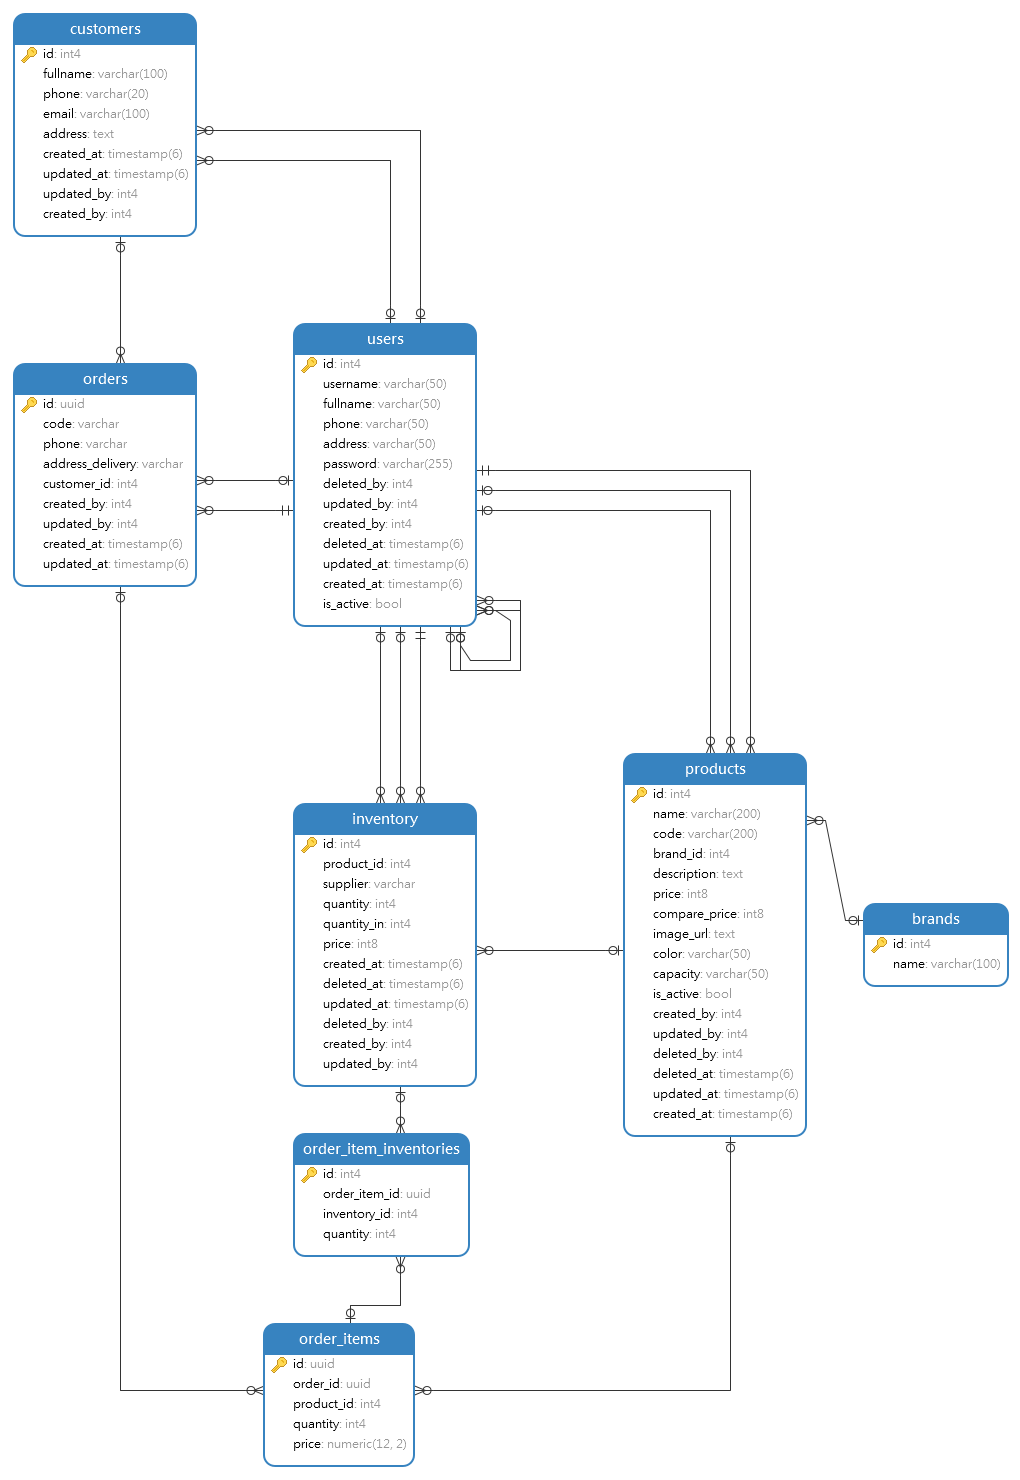 customers
id: int4
fullname: varchar(100)
phone: varchar(20)
email: varchar(100)
address: text
created_at: timestamp(6)
updated_at: timestamp(6)
updated_by: int4
created_by: int4
users
id: int4
username: varchar(50)
fullname: varchar(50)
phone: varchar(50)
address: varchar(50)
password: varchar(255)
deleted_by: int4
updated_by: int4
created_by: int4
deleted_at: timestamp(6)
updated_at: timestamp(6)
created_at: timestamp(6)
is_active: bool
orders
id: uuid
code: varchar
phone: varchar
address_delivery: varchar
customer_id: int4
created_by: int4
updated_by: int4
created_at: timestamp(6)
updated_at: timestamp(6)
products
id: int4
name: varchar(200)
code: varchar(200)
brand_id: int4
description: text
price: int8
compare_price: int8
image_url: text
color: varchar(50)
capacity: varchar(50)
is_active: bool
created_by: int4
updated_by: int4
deleted_by: int4
deleted_at: timestamp(6)
updated_at: timestamp(6)
created_at: timestamp(6)
inventory
id: int4
product_id: int4
supplier: varchar
quantity: int4
quantity_in: int4
price: int8
created_at: timestamp(6)
deleted_at: timestamp(6)
updated_at: timestamp(6)
deleted_by: int4
created_by: int4
updated_by: int4
brands
id: int4
name: varchar(100)
order_item_inventories
id: int4
order_item_id: uuid
inventory_id: int4
quantity: int4
order_items
id: uuid
order_id: uuid
product_id: int4
quantity: int4
price: numeric(12, 2)